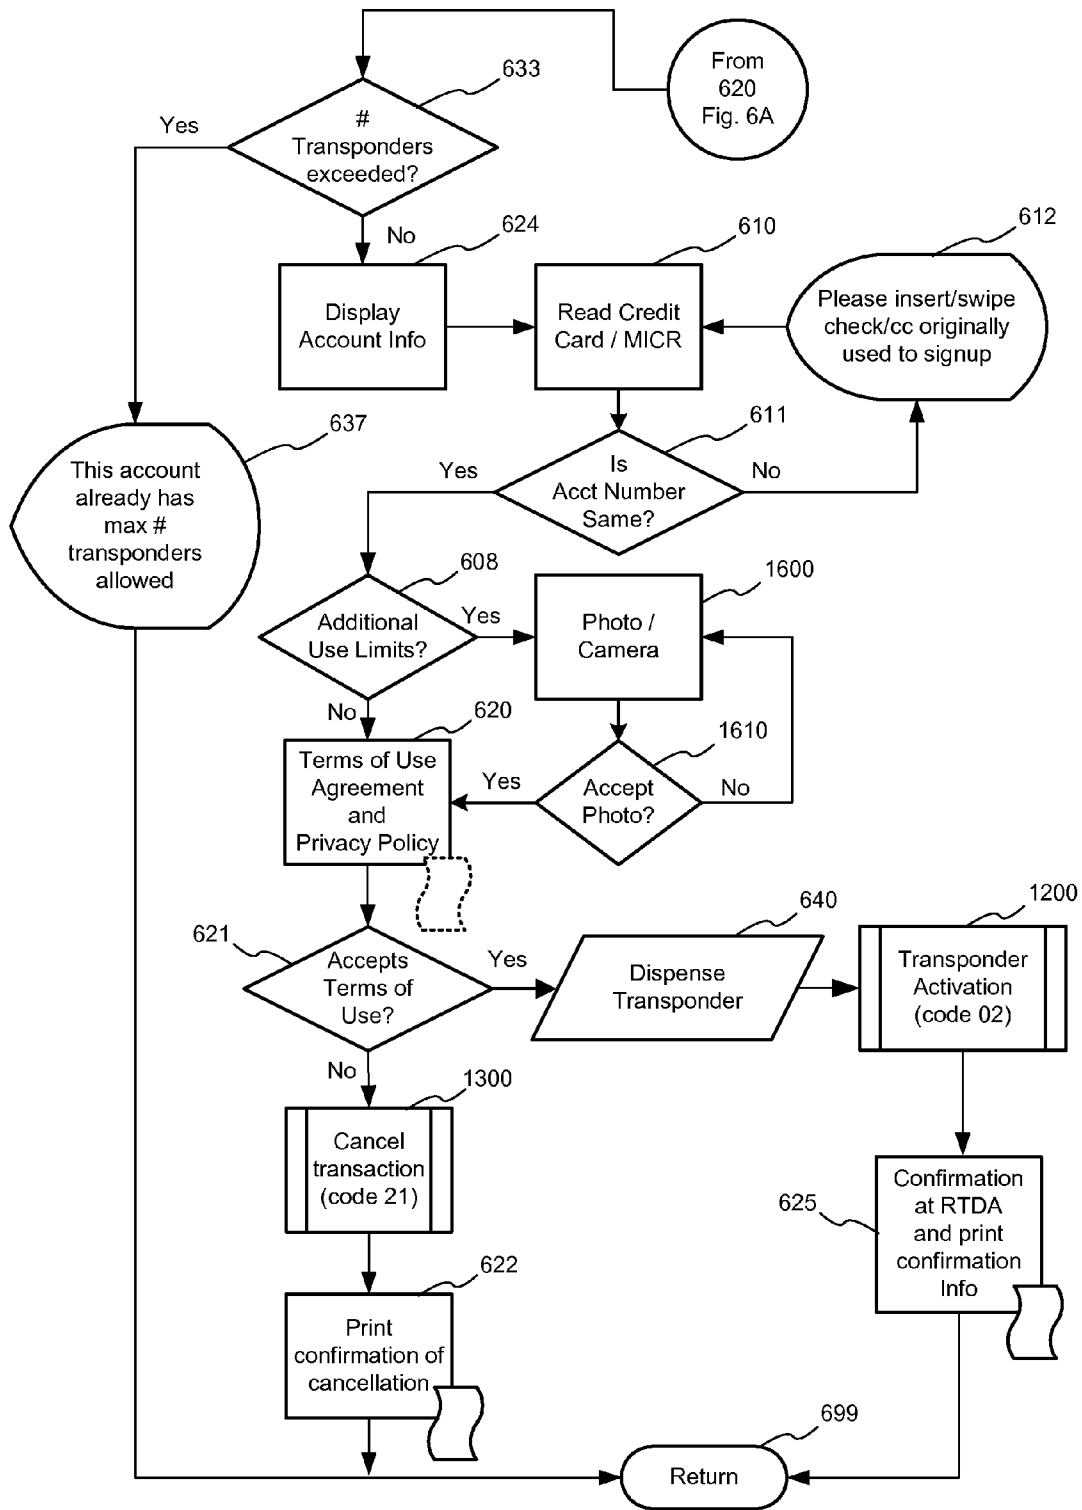 From
620
Fig. 6A
633
#
Transponders
exceeded?
Yes
No
624
Display
Account Info
610
Read Credit
Card / MICR
612
Please insert/swipe
check/cc originally
used to signup
637
This account
already has
max #
transponders
allowed
611
Is
Acct Number
Same?
Yes
No
608
Additional
Use Limits?
Yes
No
1600
Photo /
Camera
620
Terms of Use
Agreement
and
Privacy Policy
1610
Accept
Photo?
Yes
No
621
Accepts
Terms of
Use?
Yes
No
640
Dispense
Transponder
1200
Transponder
Activation
(code 02)
1300
Cancel
transaction
(code 21)
625
Confirmation
at RTDA
and print
confirmation
Info
622
Print
confirmation of
cancellation
699
Return